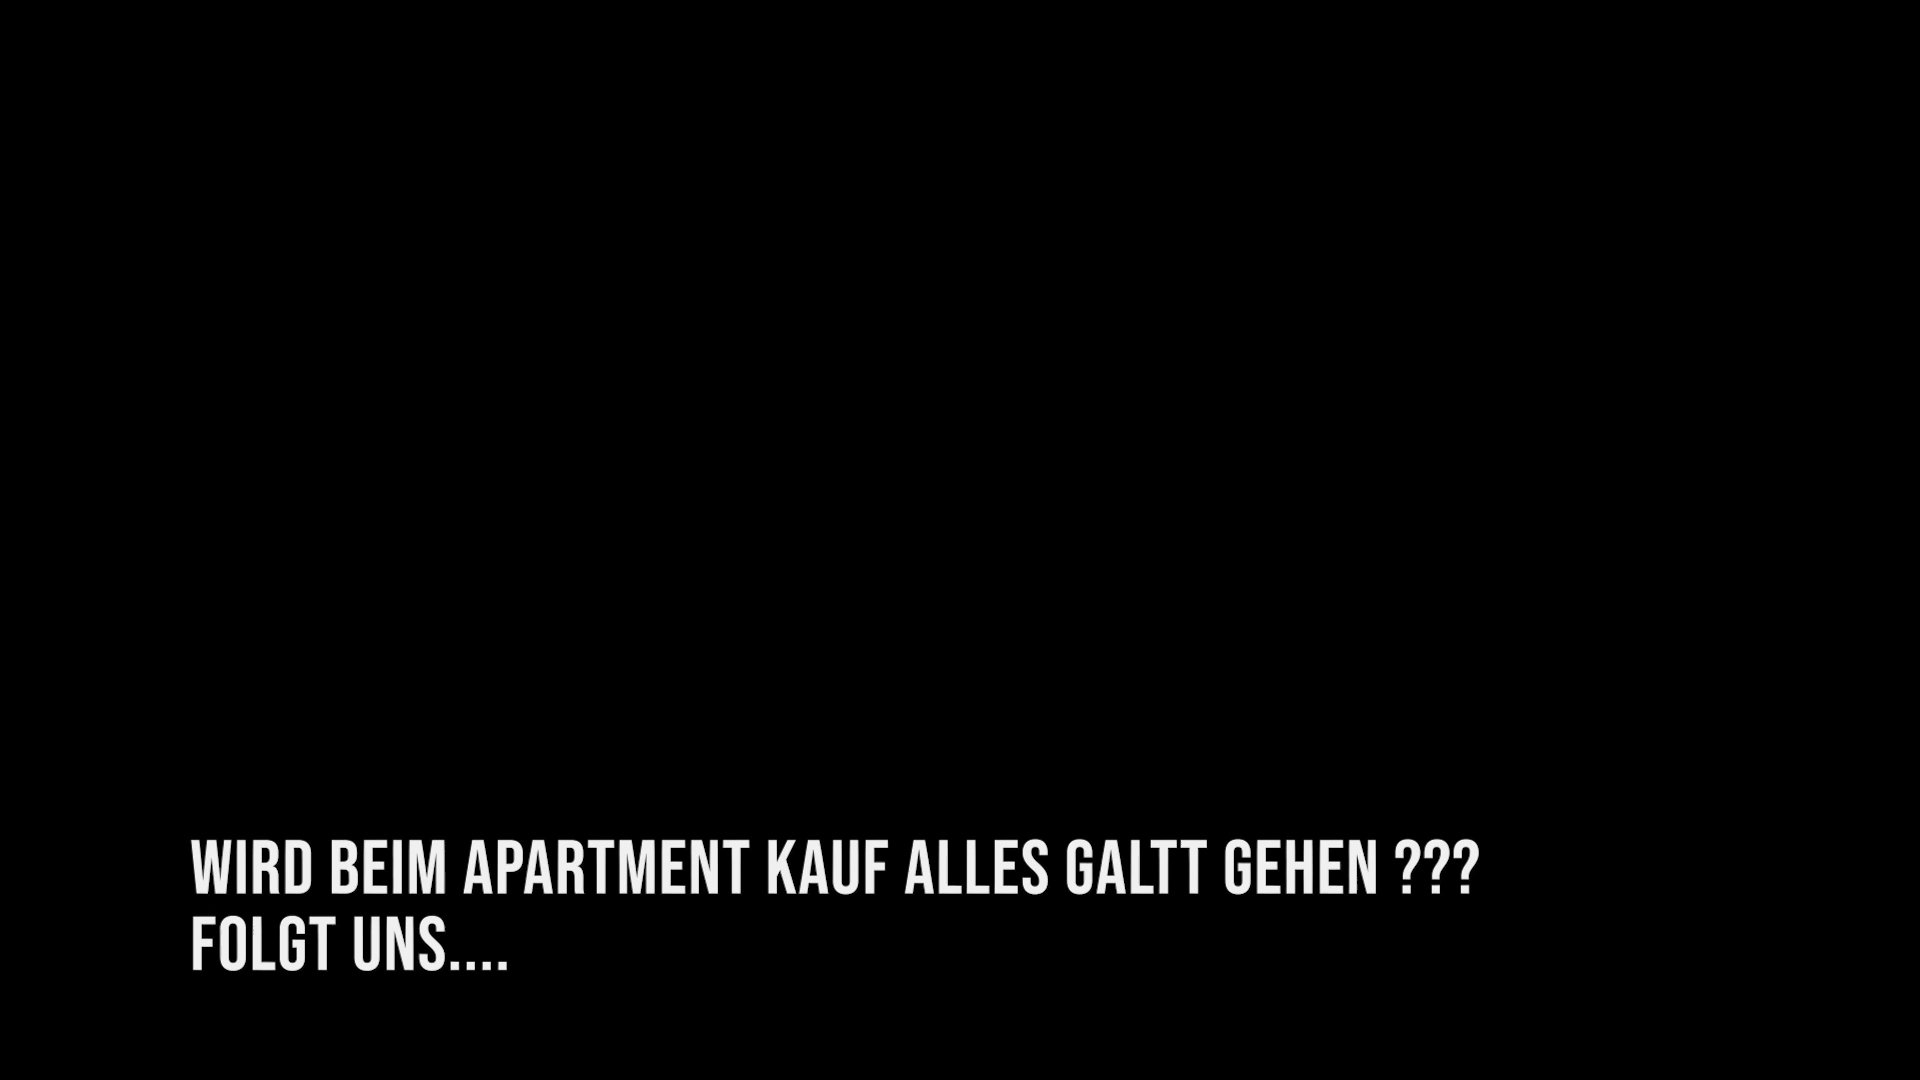 WIRD BEIM APARTMENT KAUF ALLES GALTT GEHEN ???
FOLGT UNS....